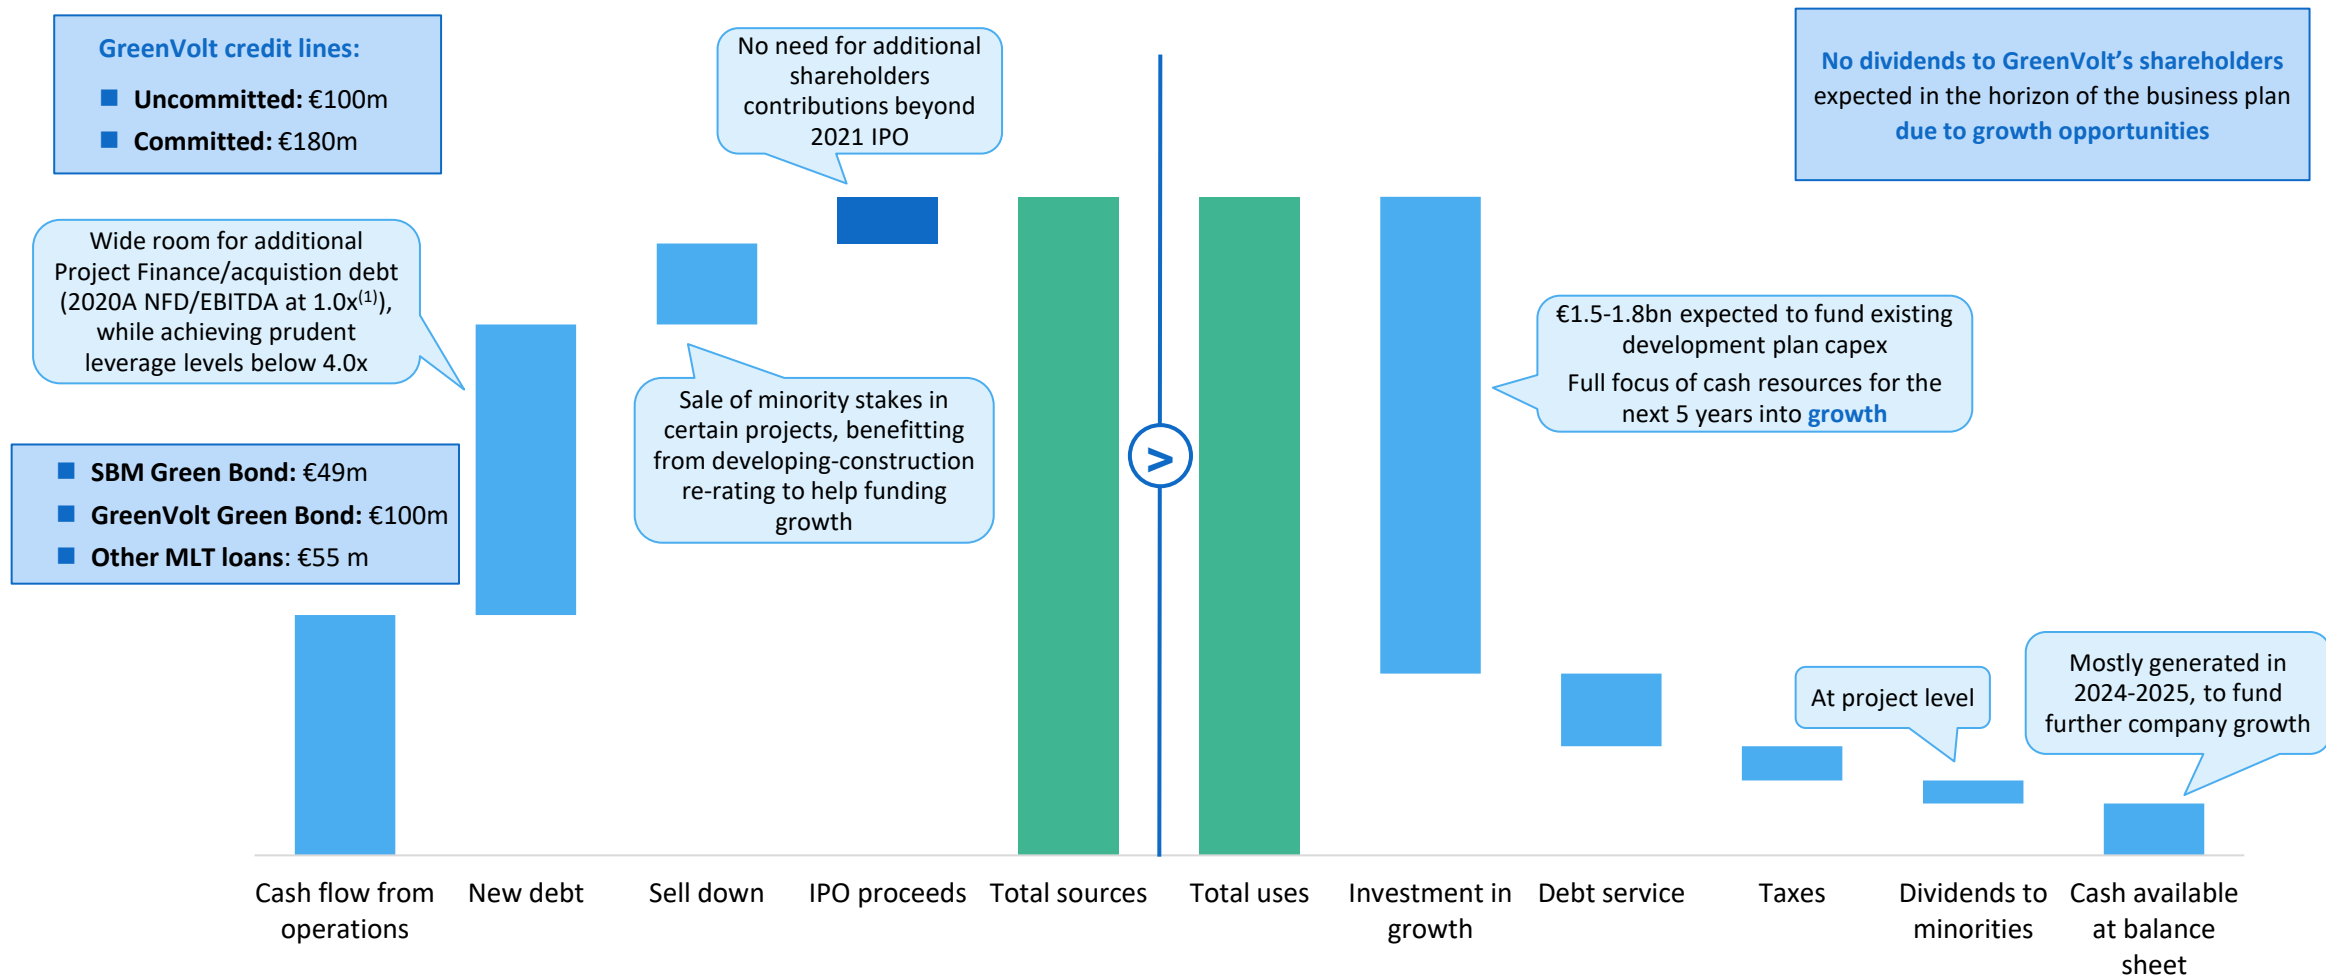 GreenVolt credit lines:
■ Uncommitted: €100m
■ Committed: €180m
No need for additional
shareholders
contributions beyond
2021 IPO
No dividends to GreenVolt’s shareholders
expected in the horizon of the business plan
due to growth opportunities
Wide room for additional
Project Finance/acquistion debt
(2020A NFD/EBITDA at 1.0x(1)),
while achieving prudent
leverage levels below 4.0x
■ SBM Green Bond: €49m
■ GreenVolt Green Bond: €100m
■ Other MLT loans: €55 m
Sale of minority stakes in
certain projects, benefitting
from developing-construction
re-rating to help funding
growth
>
€1.5-1.8bn expected to fund existing
development plan capex
Full focus of cash resources for the
next 5 years into growth
At project level
Mostly generated in
2024-2025, to fund
further company growth
Cash flow from
operations
New debt
Sell down
IPO proceeds
Total sources
Total uses
Investment in
growth
Debt service
Taxes
Dividends to
minorities
Cash available
at balance
sheet